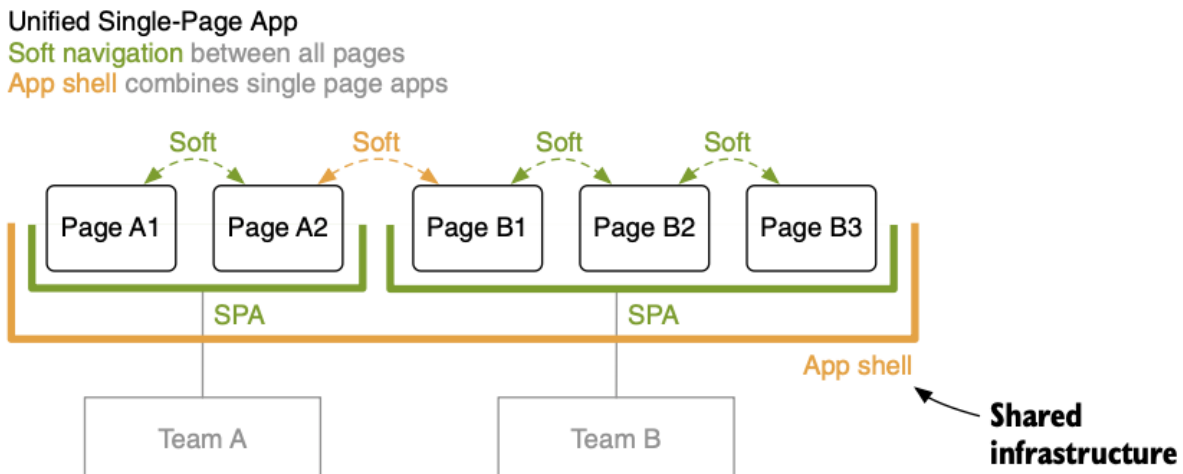 Unified Single-Page App
Soft navigation between all pages
App shell combines single page apps
Soft Soft Soft Soft
Page A1 Page A2 Page B1 Page B2 Page B3
SPA SPA
App shell
Shared
infrastructure
Team A Team B